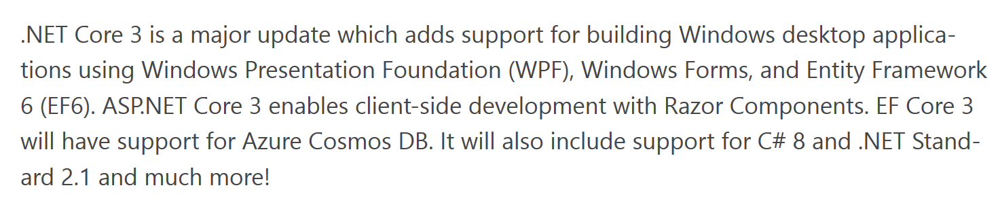 .NET Core 3 is a major update which adds support for building Windows desktop applica-
tions using Windows Presentation Foundation (WPF), Windows Forms, and Entity Framework
6 (EF6). ASP.NET Core 3 enables client-side development with Razor Components. EF Core 3
will have support for Azure Cosmos DB. It will also include support for C# 8 and .NET Stand-
ard 2.1 and much more!